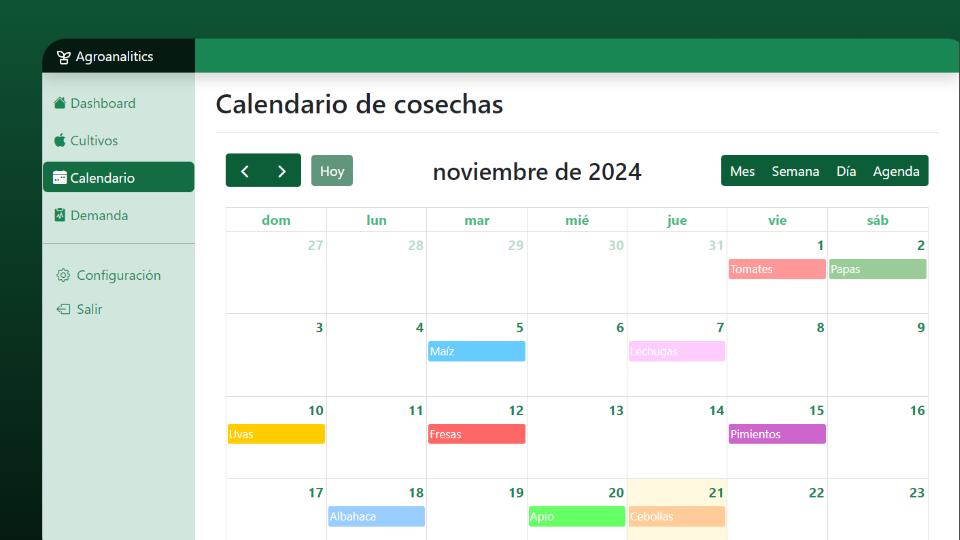 Agroanalitics
Dashboard
Cultivos
Calendario
Demanda
Configuración
Salir
Calendario de cosechas
Hoy
noviembre de 2024
Mes Semana Día Agenda
dom lun mar mié jue vie sáb
27 28 29 30 31 1 2
Tomates Papas
3 4 5 6 7 8 9
Maíz Lechugas
10 11 12 13 14 15 16
Uvas Fresas Pimientos
17 18 19 20 21 22 23
Albahaca Apio Cebollas